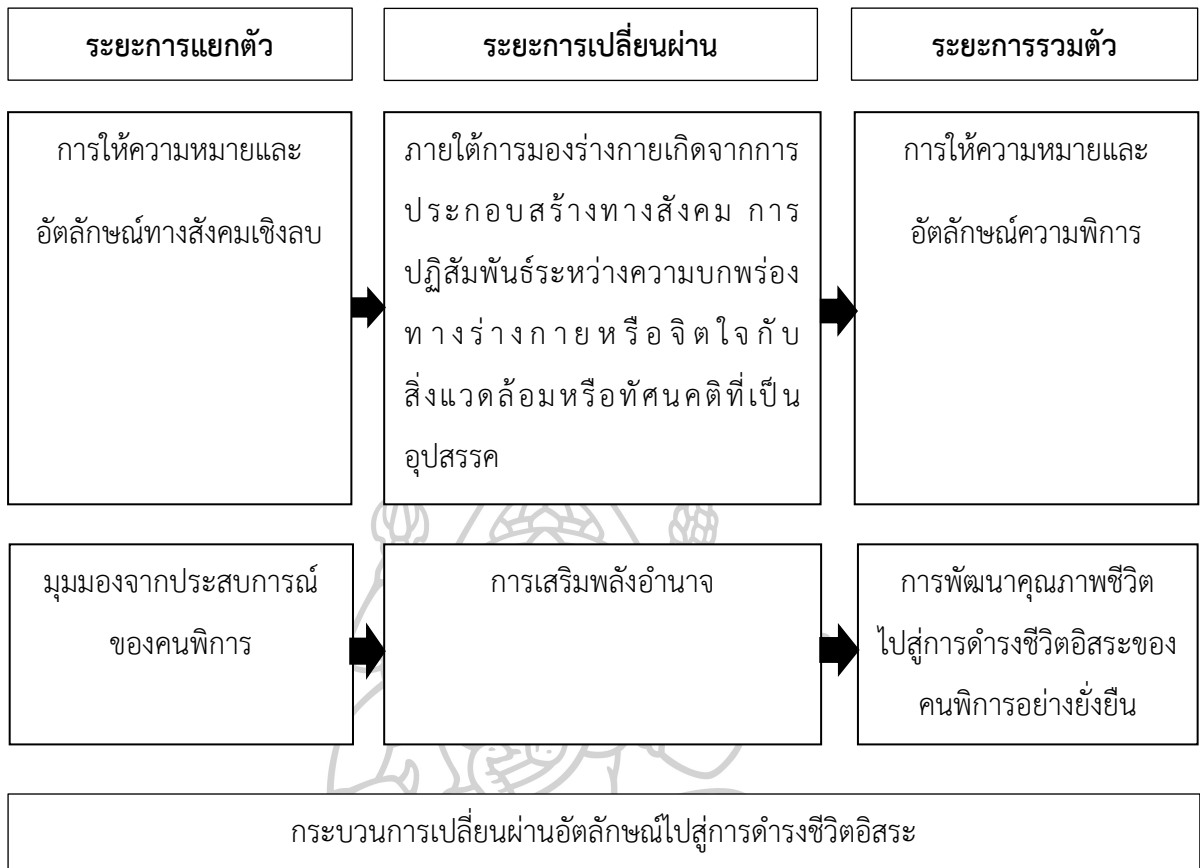 ระยะการแยกตัว
ระยะการเปลี่ยนผ่าน
ระยะการรวมตัว
การให้ความหมายและ
อัตลักษณ์ทางสังคมเชิงลบ
ภายใต้การมองร่างกายเกิดจากการ
ประกอบสร้างทางสังคม การ
ปฏิสัมพันธ์ระหว่างความบกพร่อง
ทางร่างกายหรือจิตใจกับ
สิ่งแวดล้อมหรือทัศนคติที่เป็น
อุปสรรค
การให้ความหมายและ
อัตลักษณ์ความพิการ
มุมมองจากประสบการณ์
ของคนพิการ
การเสริมพลังอำนาจ
การพัฒนาคุณภาพชีวิต
ไปสู่การดำรงชีวิตอิสระของ
คนพิการอย่างยั่งยืน
กระบวนการเปลี่ยนผ่านอัตลักษณ์ไปสู่การดำรงชีวิตอิสระ